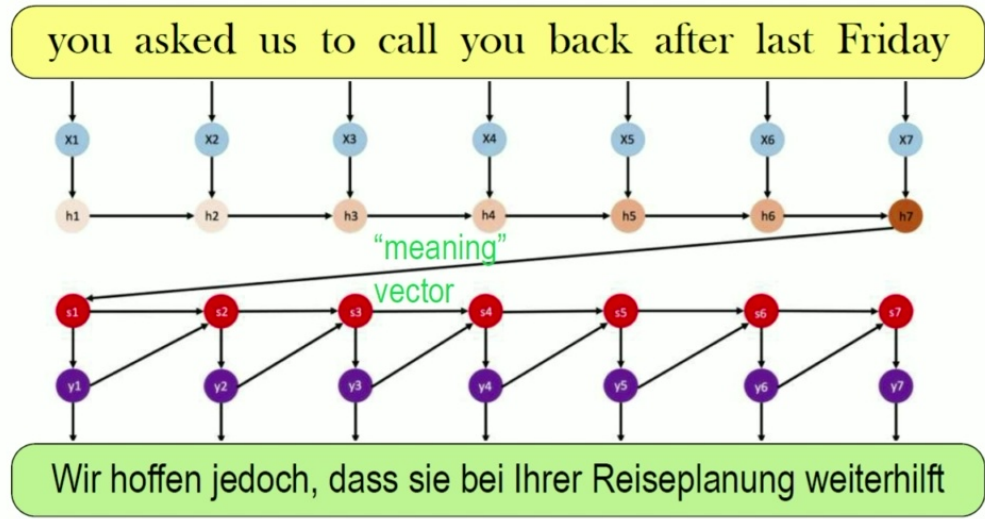 you asked us to call you back after last Friday
X1 X2 X3 X4 X5 X6 X7
h1 h2 h3 h4 h5 h6 h7
“meaning”
vector
s1 s2 s3 s4 s5 s6 s7
y1 y2 y3 y4 y5 y6 y7
Wir hoffen jedoch, dass sie bei Ihrer Reiseplanung weiterhilft